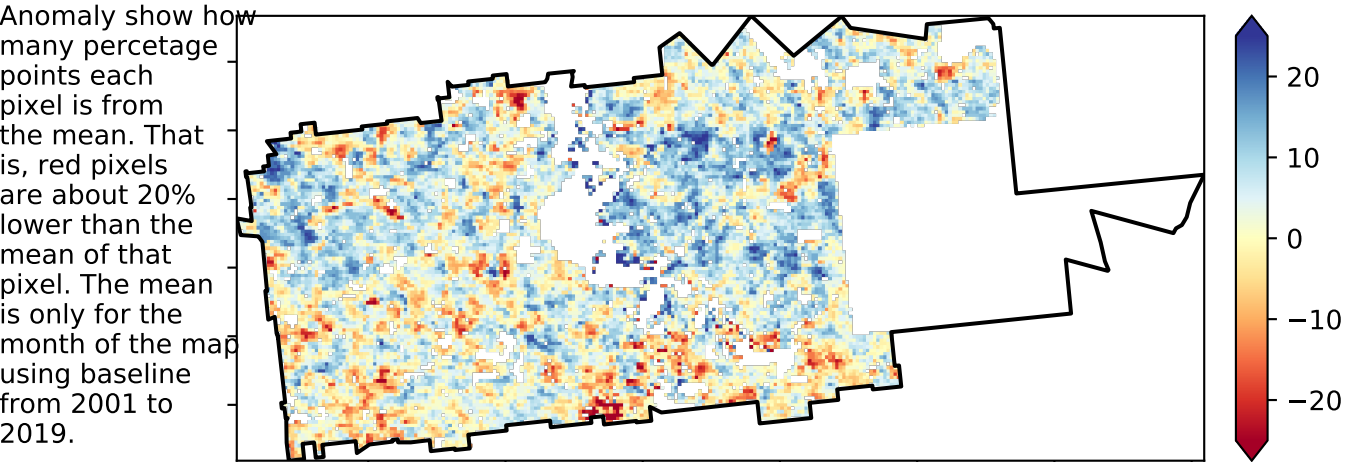 Anomaly show how
many percetage
points each
pixel is from
the mean. That
is, red pixels
are about 20%
lower than the
mean of that
pixel. The mean
is only for the
month of the map
using baseline
from 2001 to
2019.
20
10
0
−10
−20